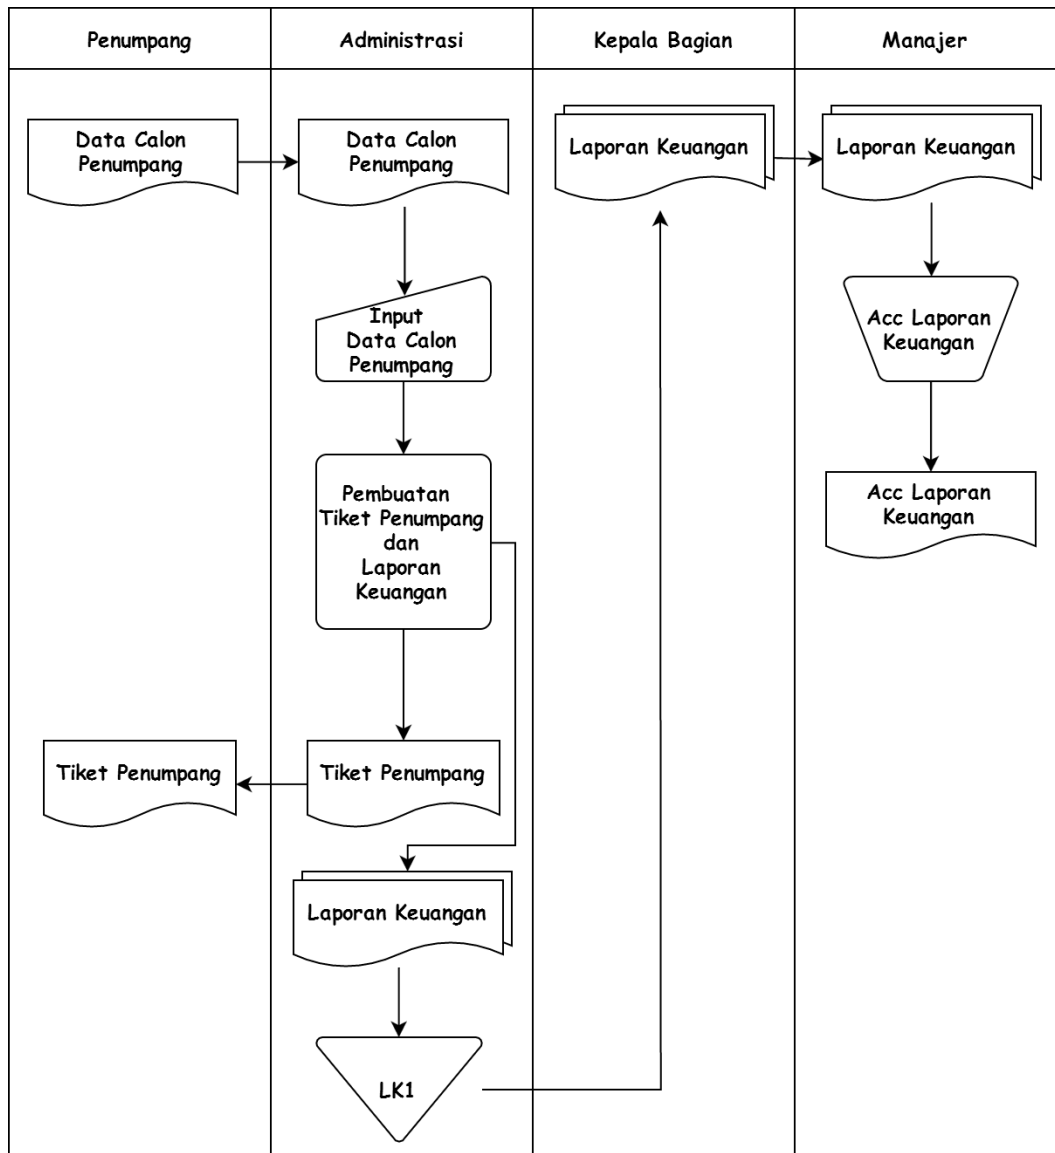 Penumpang
Administrasi
Kepala Bagian
Manajer
Data Calon
Penumpang
Data Calon
Penumpang
Laporan Keuangan
Laporan Keuangan
Input
Data Calon
Penumpang
Acc Laporan
Keuangan
Pembuatan
Tiket Penumpang
dan
Laporan
Keuangan
Acc Laporan
Keuangan
Tiket Penumpang
Tiket Penumpang
Laporan Keuangan
LK1